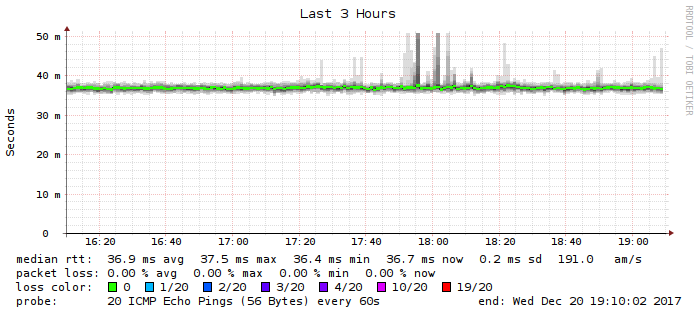 Last 3 Hours
RRDTOOL / TOBI OETIKER
Seconds
50 m
40 m
30 m
20 m
10 m
0
16:20 16:40 17:00 17:20 17:40 18:00 18:20 18:40 19:00
median rtt: 36.9 ms avg 37.5 ms max 36.4 ms min 36.7 ms now 0.2 ms sd 191.0 am/s
packet loss: 0.00 % avg 0.00 % max 0.00 % min 0.00 % now
loss color: 0 1/20 2/20 3/20 4/20 10/20 19/20
probe: 20 ICMP Echo Pings (56 Bytes) every 60s end: Wed Dec 20 19:10:02 2017